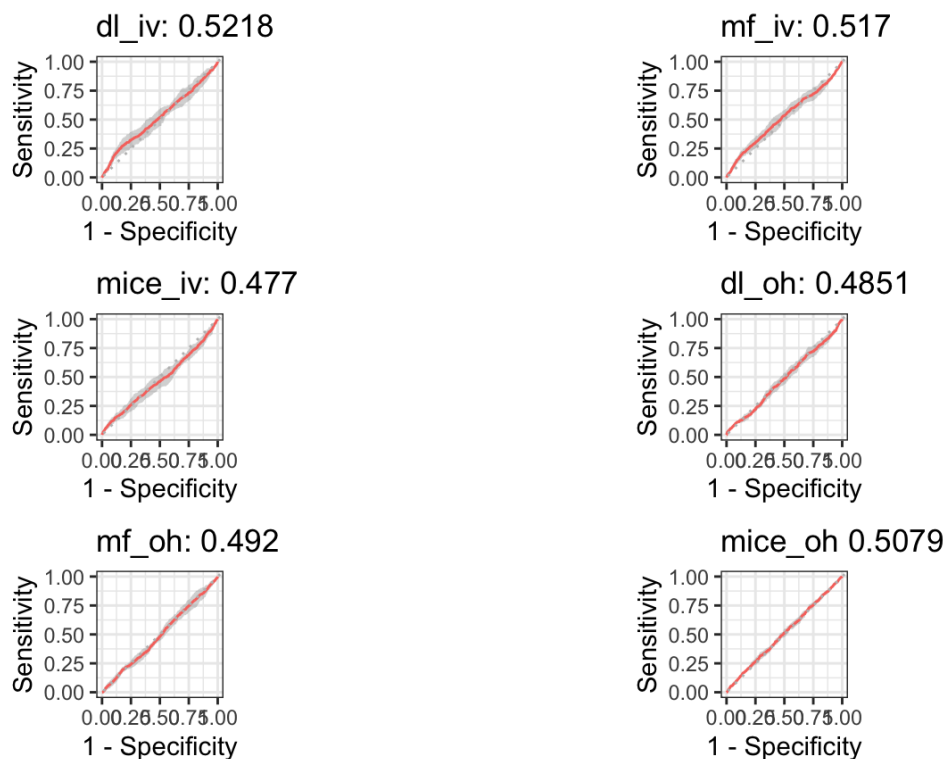 dl_iv: 0.5218
Sensitivity
1.00
0.75
0.50
0.25
0.00
0.00 0.25 0.50 0.75 1.00
1 - Specificity
mf_iv: 0.517
Sensitivity
1.00
0.75
0.50
0.25
0.00
0.00 0.25 0.50 0.75 1.00
1 - Specificity
mice_iv: 0.477
Sensitivity
1.00
0.75
0.50
0.25
0.00
0.00 0.25 0.50 0.75 1.00
1 - Specificity
dl_oh: 0.4851
Sensitivity
1.00
0.75
0.50
0.25
0.00
0.00 0.25 0.50 0.75 1.00
1 - Specificity
mf_oh: 0.492
Sensitivity
1.00
0.75
0.50
0.25
0.00
0.00 0.25 0.50 0.75 1.00
1 - Specificity
mice_oh 0.5079
Sensitivity
1.00
0.75
0.50
0.25
0.00
0.00 0.25 0.50 0.75 1.00
1 - Specificity